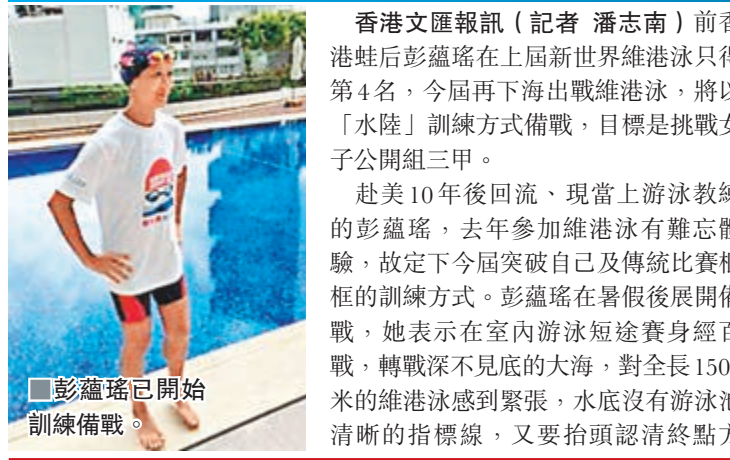 香港文匯報訊（記者 潘志南）前香
港蛙后彭蘊瑤在上屆新世界維港泳只得
第4名，今屆再下海出戰維港泳，將以
「水陸」訓練方式備戰，目標是挑戰女
子公開組三甲。
赴美10年後回流、現當上游泳教練
的彭蘊瑤，去年參加維港泳有難忘體
驗，故定下今屆突破自己及傳統比賽框
框的訓練方式。彭蘊瑤在暑假後展開備
戰，她表示在室內游泳短途賽身經百
戰，轉戰深不見底的大海，對全長150
米的維港泳感到緊張，水底沒有游泳池
清晰的指標線，又要抬頭認清終點方
■彭蘊瑤已開始
訓練備戰。